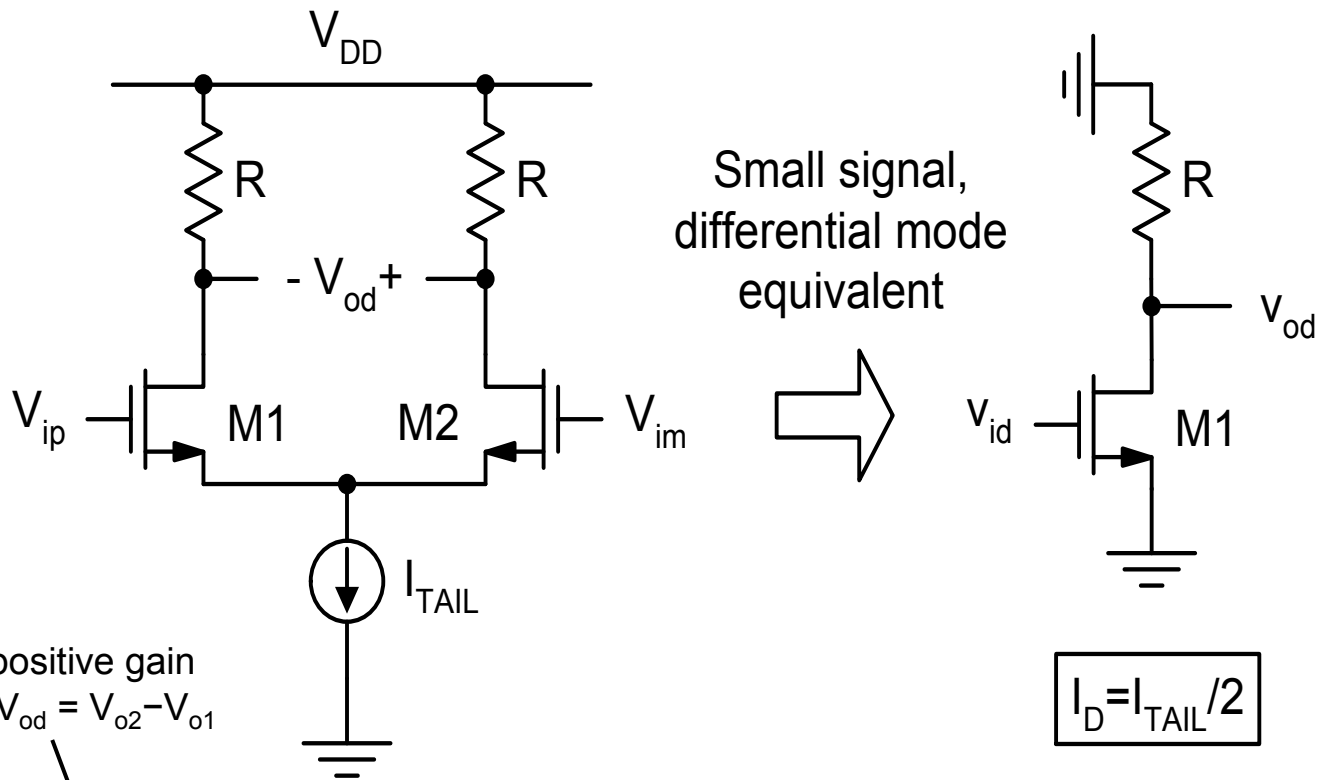 V_DD
R
R
- V_od+
V_ip
M1
M2
V_im
I_TAIL
positive gain
V_od = V_o2−V_o1
Small signal,
differential mode
equivalent
R
v_od
v_id
M1
I_D=I_TAIL/2